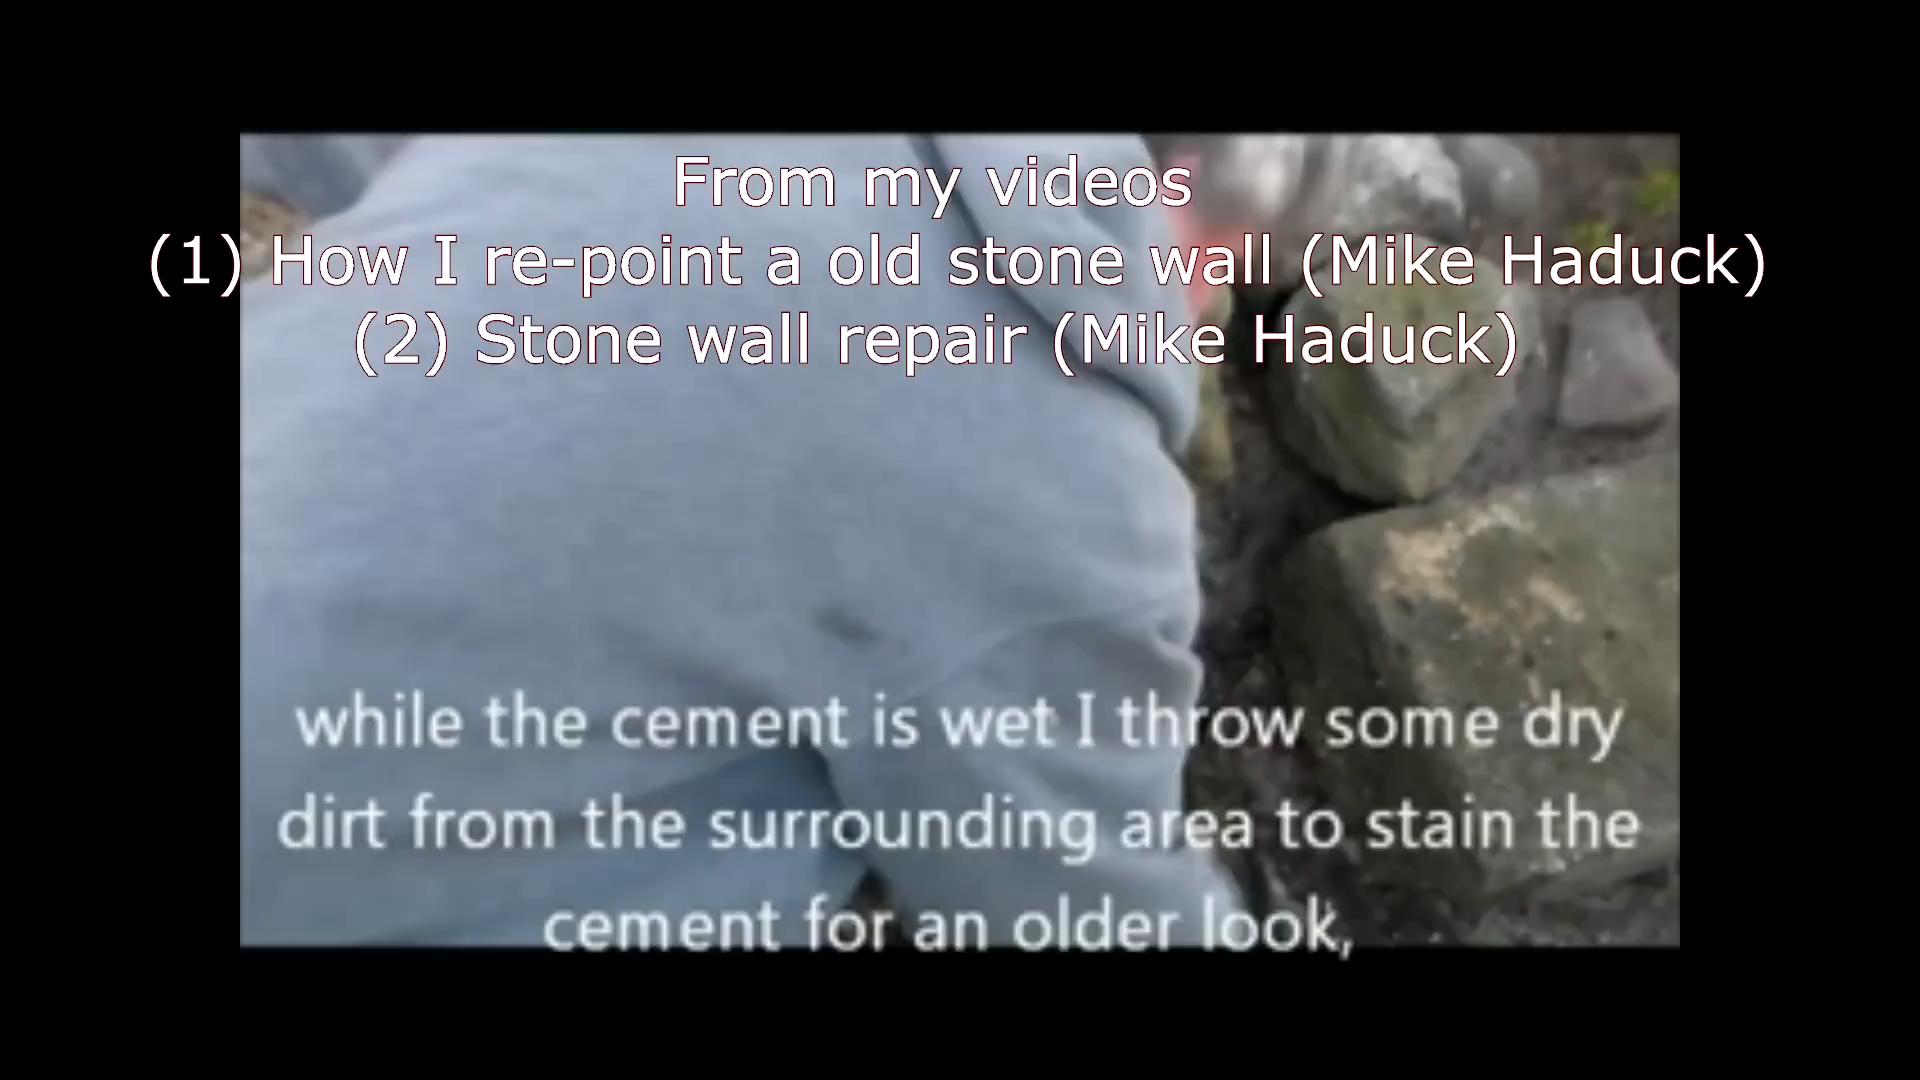 From my videos
(1) How I re-point a old stone wall (Mike Haduck)
(2) Stone wall repair (Mike Haduck)
while the cement is wet I throw some dry
dirt from the surrounding area to stain the
cement for an older look,